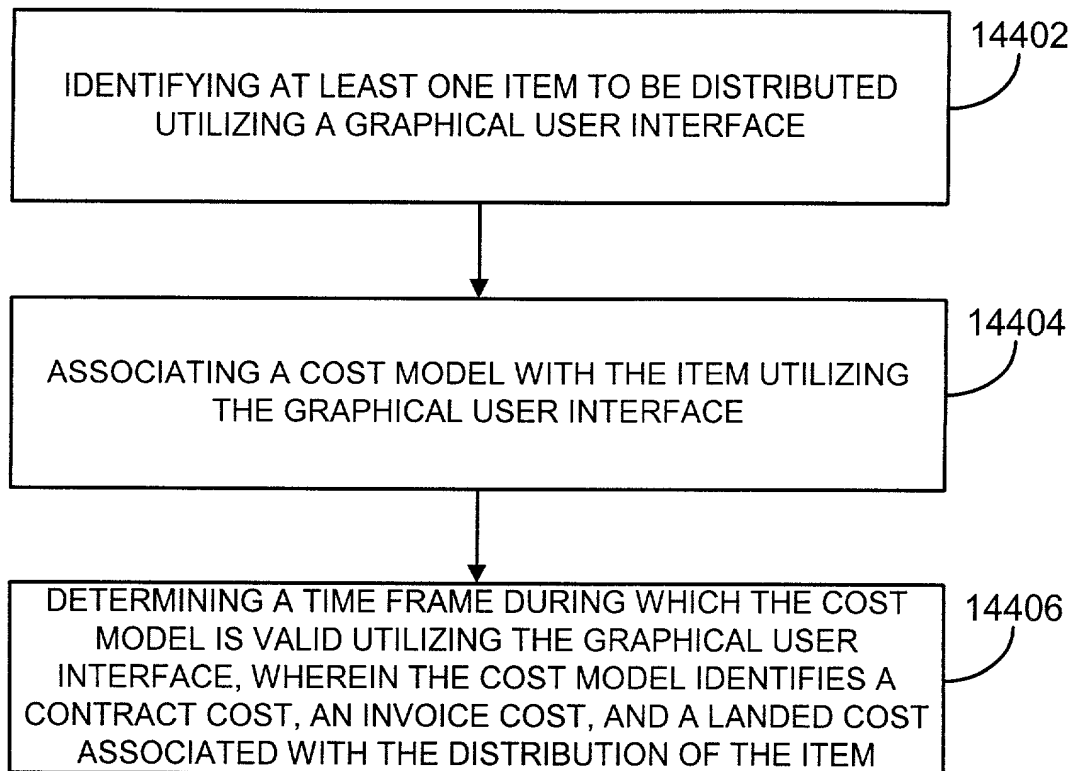 14402
IDENTIFYING AT LEAST ONE ITEM TO BE DISTRIBUTED
UTILIZING A GRAPHICAL USER INTERFACE
14404
ASSOCIATING A COST MODEL WITH THE ITEM UTILIZING
THE GRAPHICAL USER INTERFACE
14406
DETERMINING A TIME FRAME DURING WHICH THE COST
MODEL IS VALID UTILIZING THE GRAPHICAL USER
INTERFACE, WHEREIN THE COST MODEL IDENTIFIES A
CONTRACT COST, AN INVOICE COST, AND A LANDED COST
ASSOCIATED WITH THE DISTRIBUTION OF THE ITEM